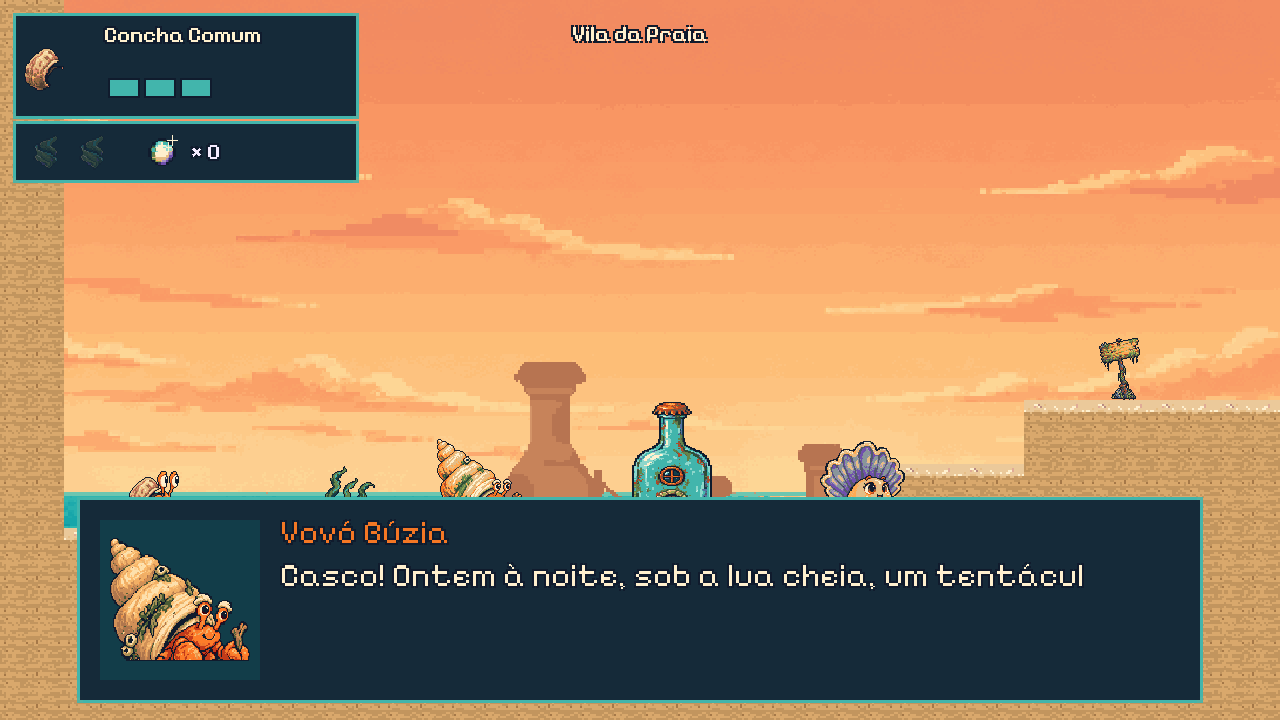 Concha Comum
Vila da Praia
× 0
Vovó Búzia
Casco! Ontem à noite, sob a lua cheia, um tentácul